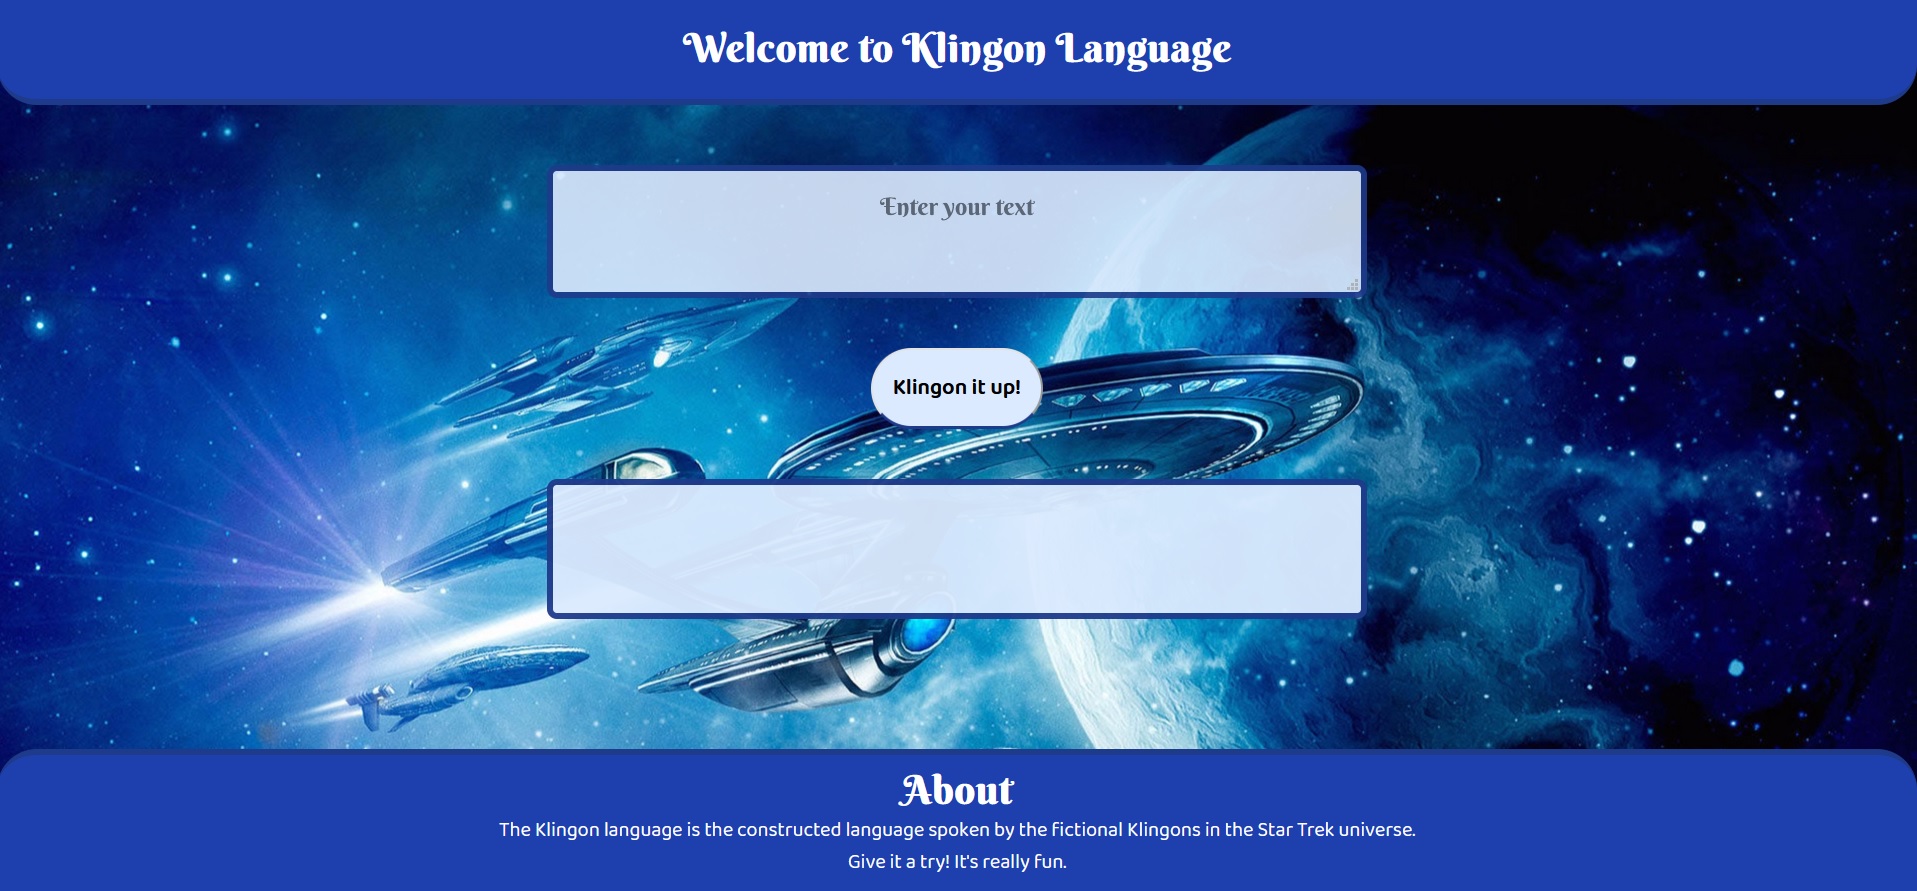 Welcome to Klingon Language
Enter your text
Klingon it up!
About
The Klingon language is the constructed language spoken by the fictional Klingons in the Star Trek universe.
Give it a try! It's really fun.